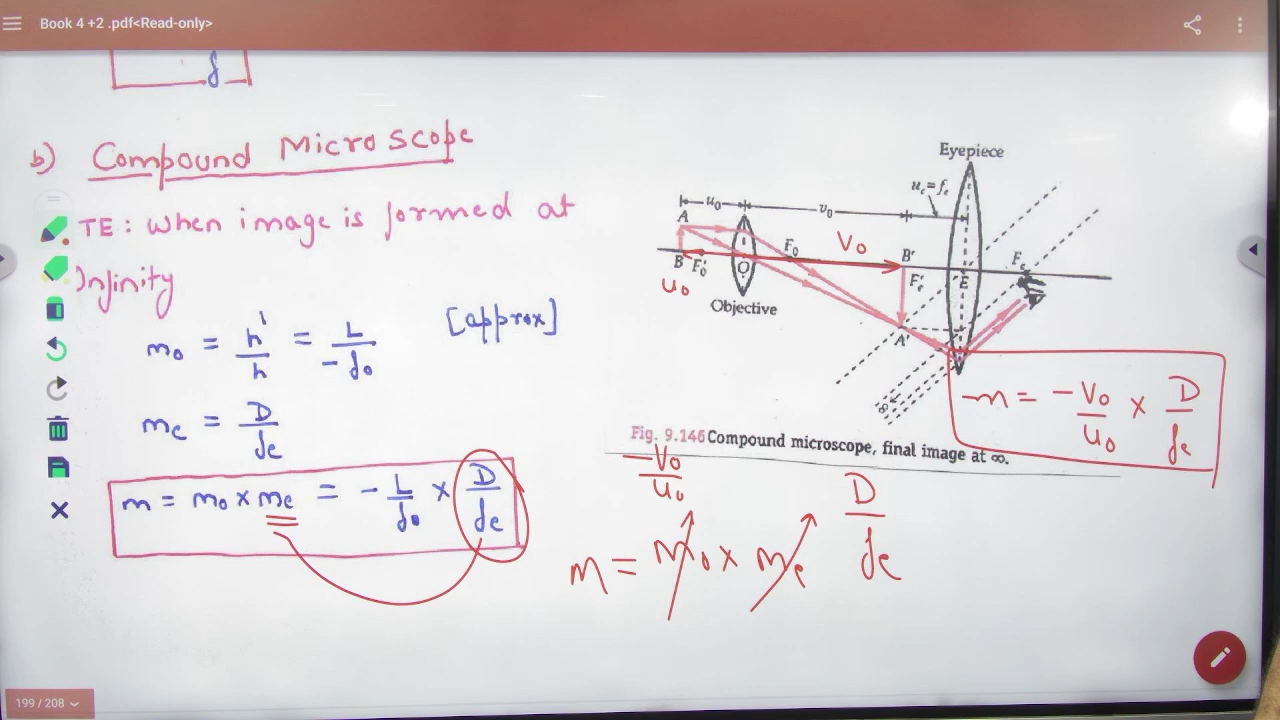 Book 4 +2 .pdf<Read-only>
b) Compound Microscope
TE : when image is formed at
Infinity
m₀ = h'/h = L/-f₀ [approx]
mₑ = D/fₑ
m = m₀ × mₑ = -L/f₀ × D/fₑ
Eyepiece
uₑ = fₑ
u₀
v₀
A
B
F₀'
O
F₀
V₀
B'
Fₑ'
E
Fₑ
u₀
Objective
A'
∞
m = -V₀/u₀ × D/fₑ
Fig. 9.146 Compound microscope, final image at ∞.
-V₀/u₀
D/fₑ
m = m₀ × mₑ
199 / 208